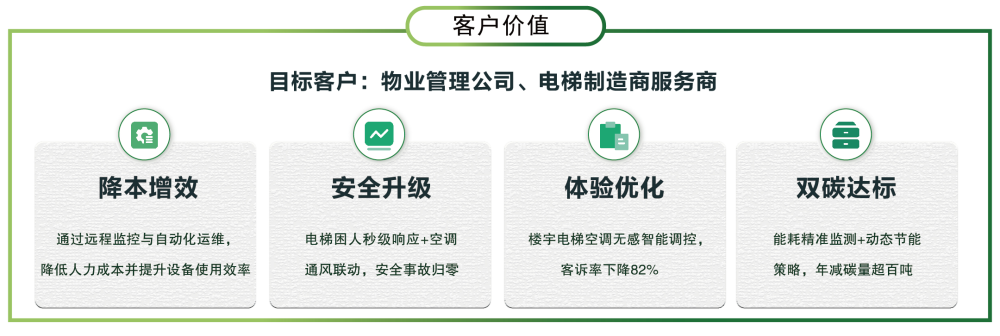 客户价值
目标客户：物业管理公司、电梯制造商服务商
降本增效
通过远程监控与自动化运维，
降低人力成本并提升设备使用效率
安全升级
电梯困人秒级响应+空调
通风联动，安全事故归零
体验优化
楼宇电梯空调无感智能调控，
客诉率下降82%
双碳达标
能耗精准监测+动态节能
策略，年减碳量超百吨